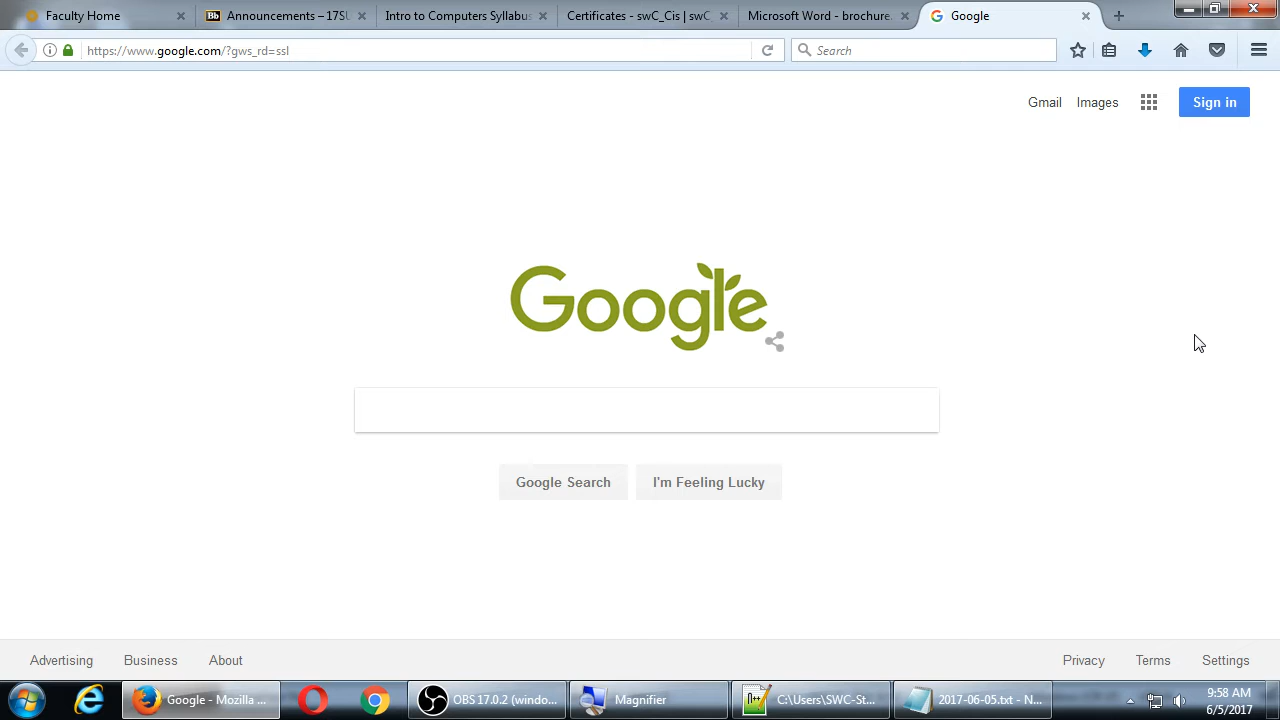 Faculty Home
Bb Announcements – 17SU
Intro to Computers Syllabus
Certificates - swC_Cis | swC
Microsoft Word - brochure.
G Google
https://www.google.com/?gws_rd=ssl
Search
Gmail
Images
Sign in
Google
Google Search
I'm Feeling Lucky
Advertising
Business
About
Privacy
Terms
Settings
Google - Mozilla ...
OBS 17.0.2 (windo...
Magnifier
C:\Users\SWC-St...
2017-06-05.txt - N...
9:58 AM
6/5/2017